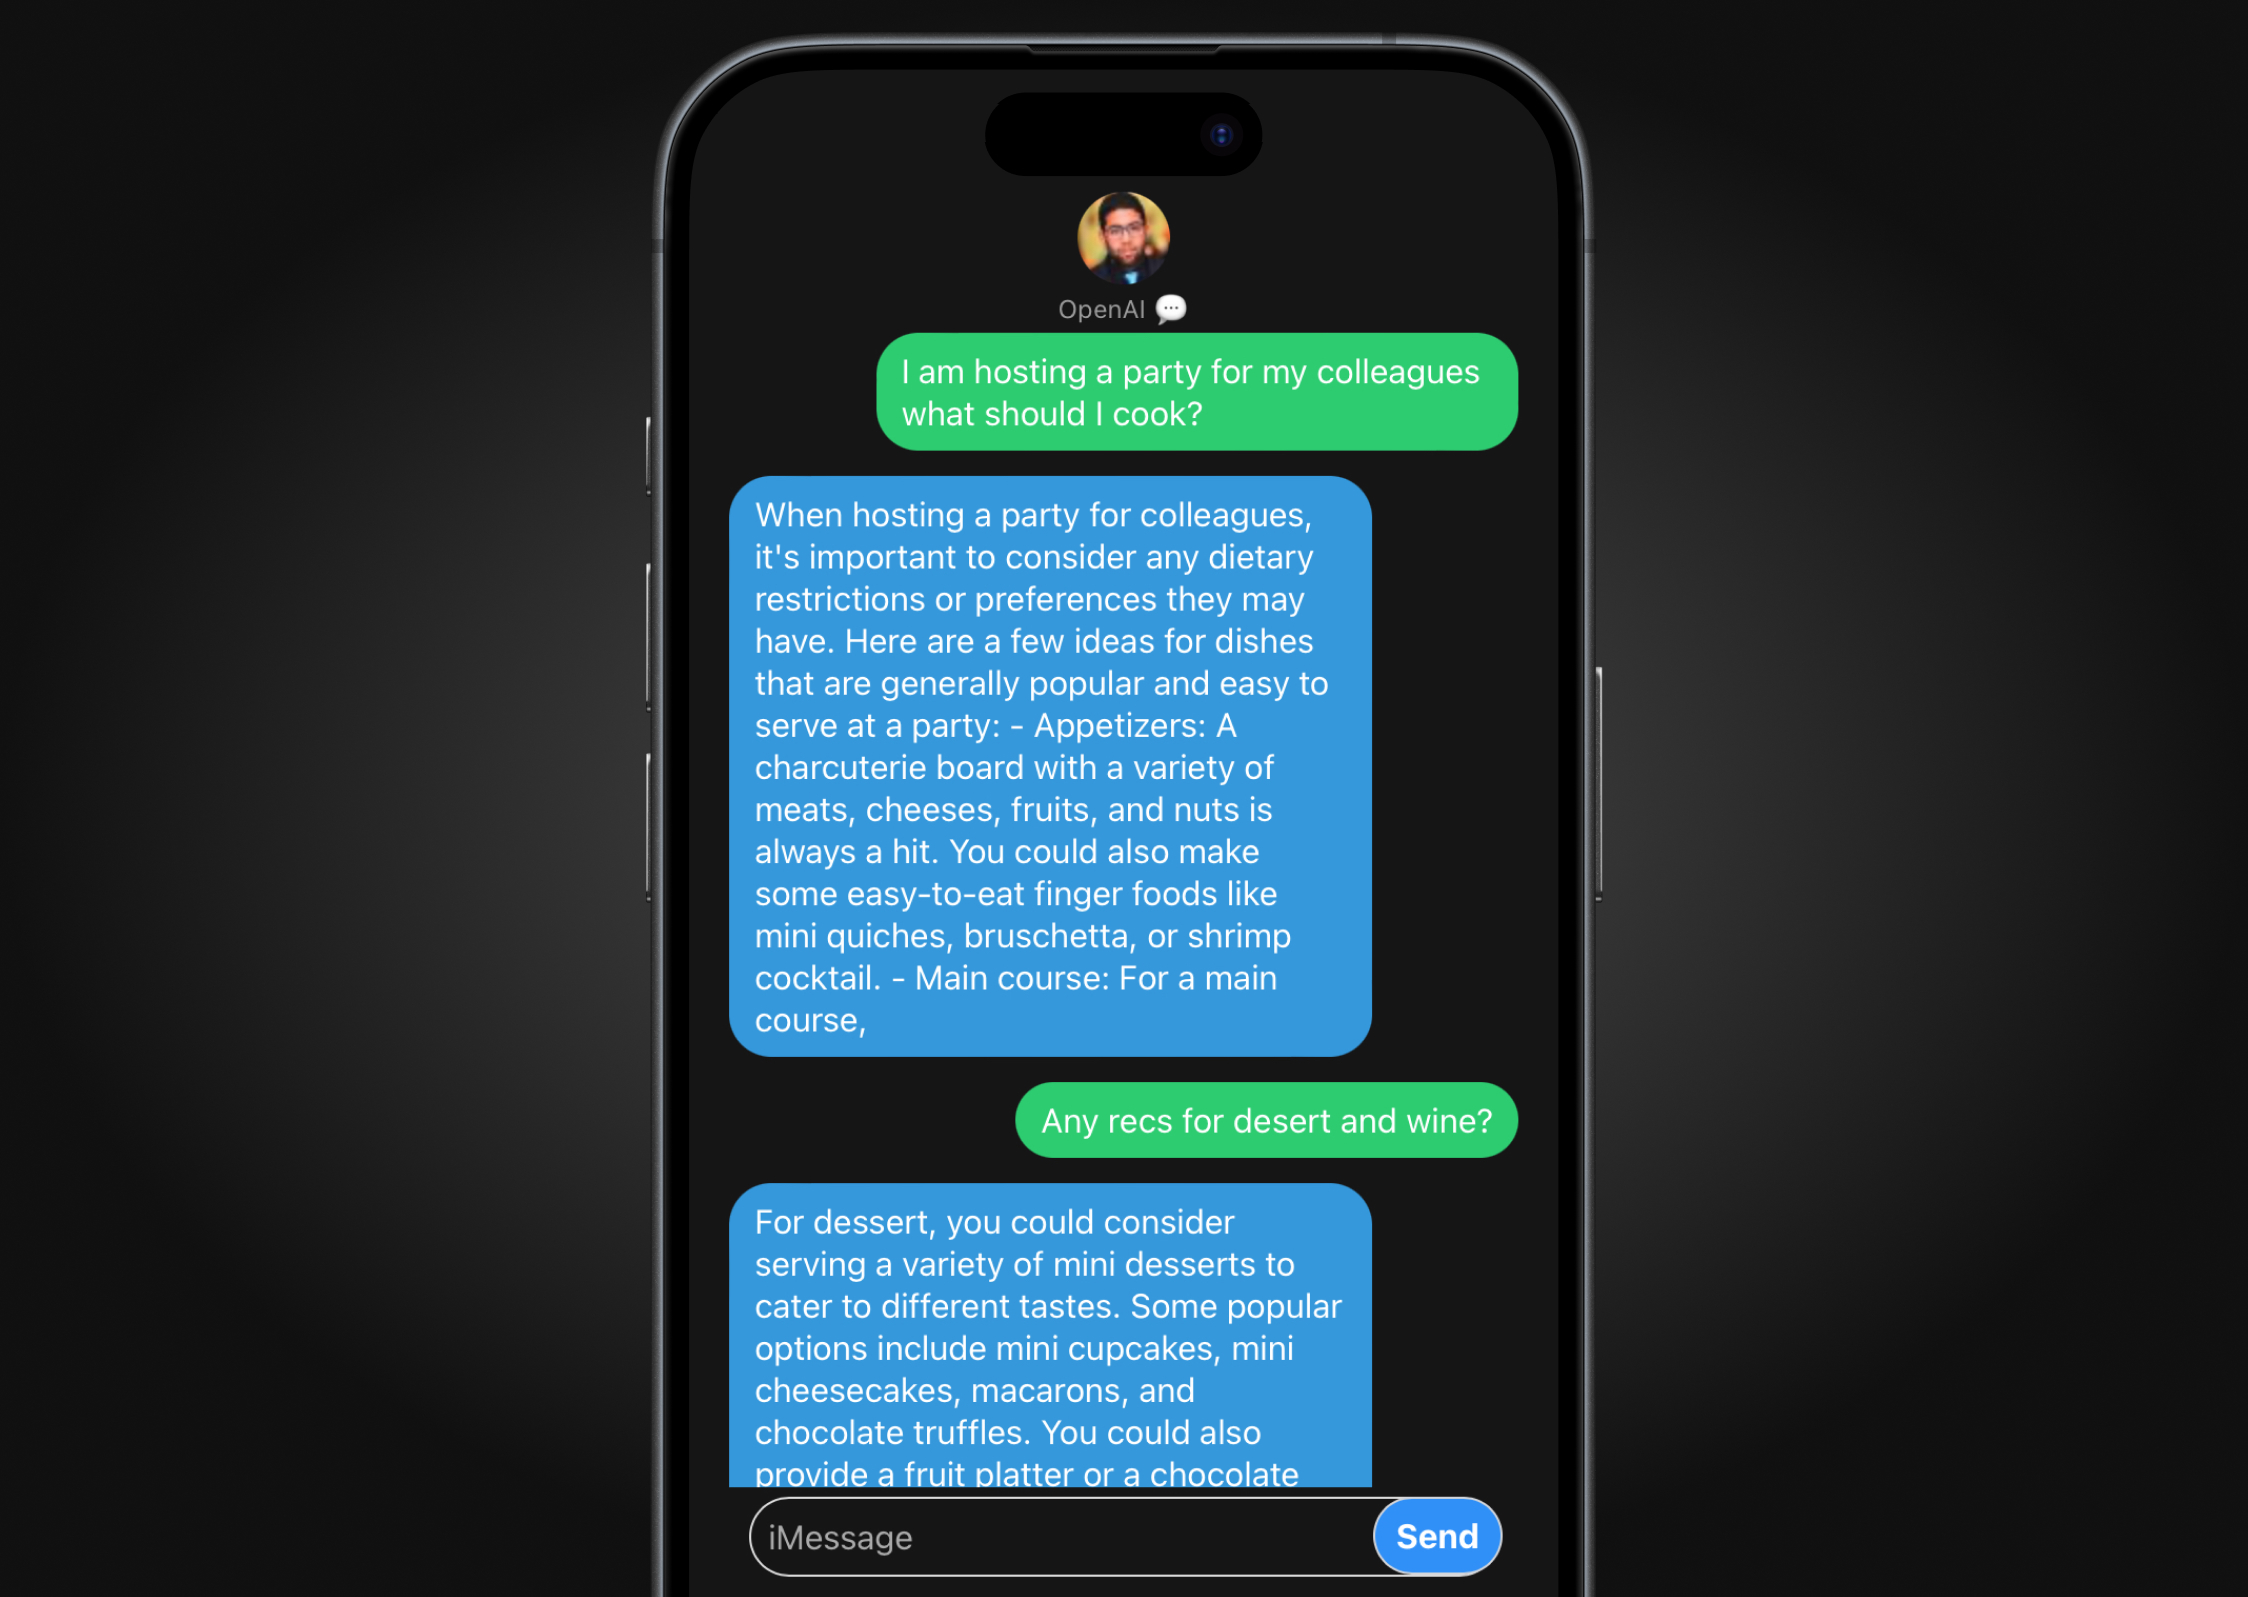 OpenAI 💬
I am hosting a party for my colleagues
what should I cook?
When hosting a party for colleagues,
it's important to consider any dietary
restrictions or preferences they may
have. Here are a few ideas for dishes
that are generally popular and easy to
serve at a party: - Appetizers: A
charcuterie board with a variety of
meats, cheeses, fruits, and nuts is
always a hit. You could also make
some easy-to-eat finger foods like
mini quiches, bruschetta, or shrimp
cocktail. - Main course: For a main
course,
Any recs for desert and wine?
For dessert, you could consider
serving a variety of mini desserts to
cater to different tastes. Some popular
options include mini cupcakes, mini
cheesecakes, macarons, and
chocolate truffles. You could also
provide a fruit platter or a chocolate
iMessage
Send